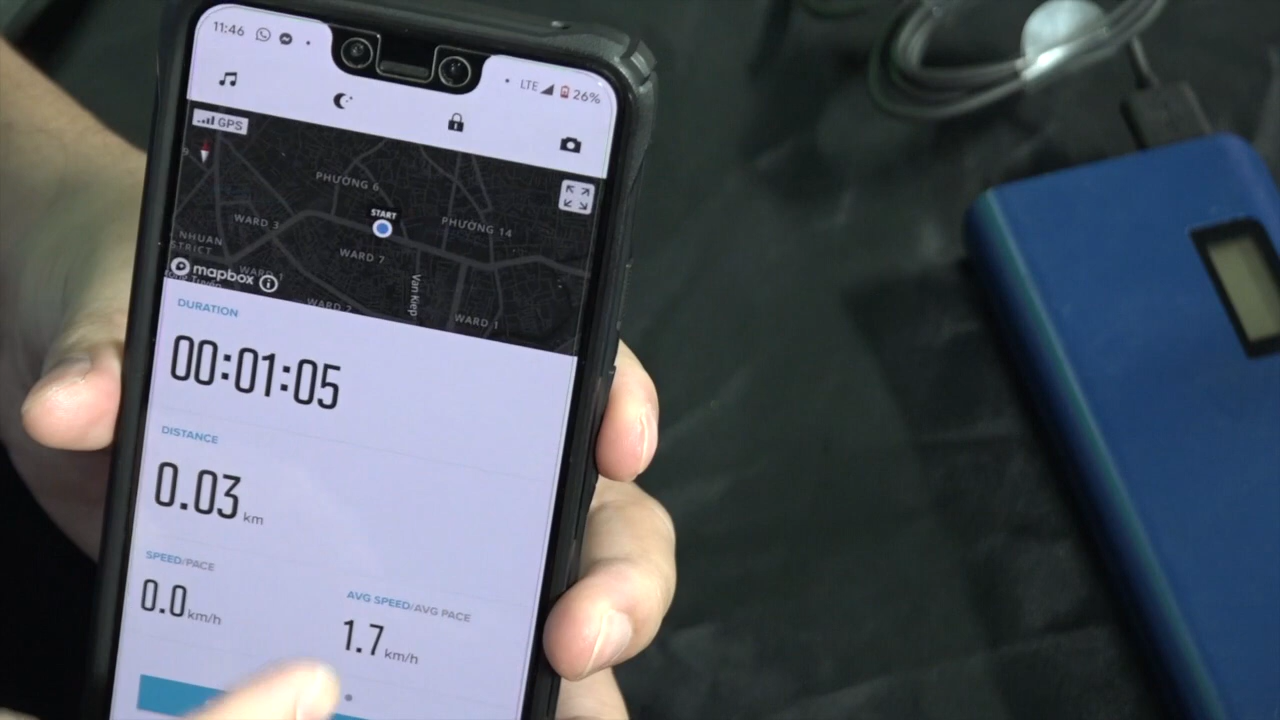 11:46
LTE 26%
GPS
PHƯỜNG 6
START
WARD 3
PHƯỜNG 14
NHUAN
STRICT
WARD 7
mapbox
WARD 1
Van Kiep
WARD 2
WARD 1
DURATION
00:01:05
DISTANCE
0.03 km
SPEED/PACE
0.0 km/h
AVG SPEED/AVG PACE
1.7 km/h